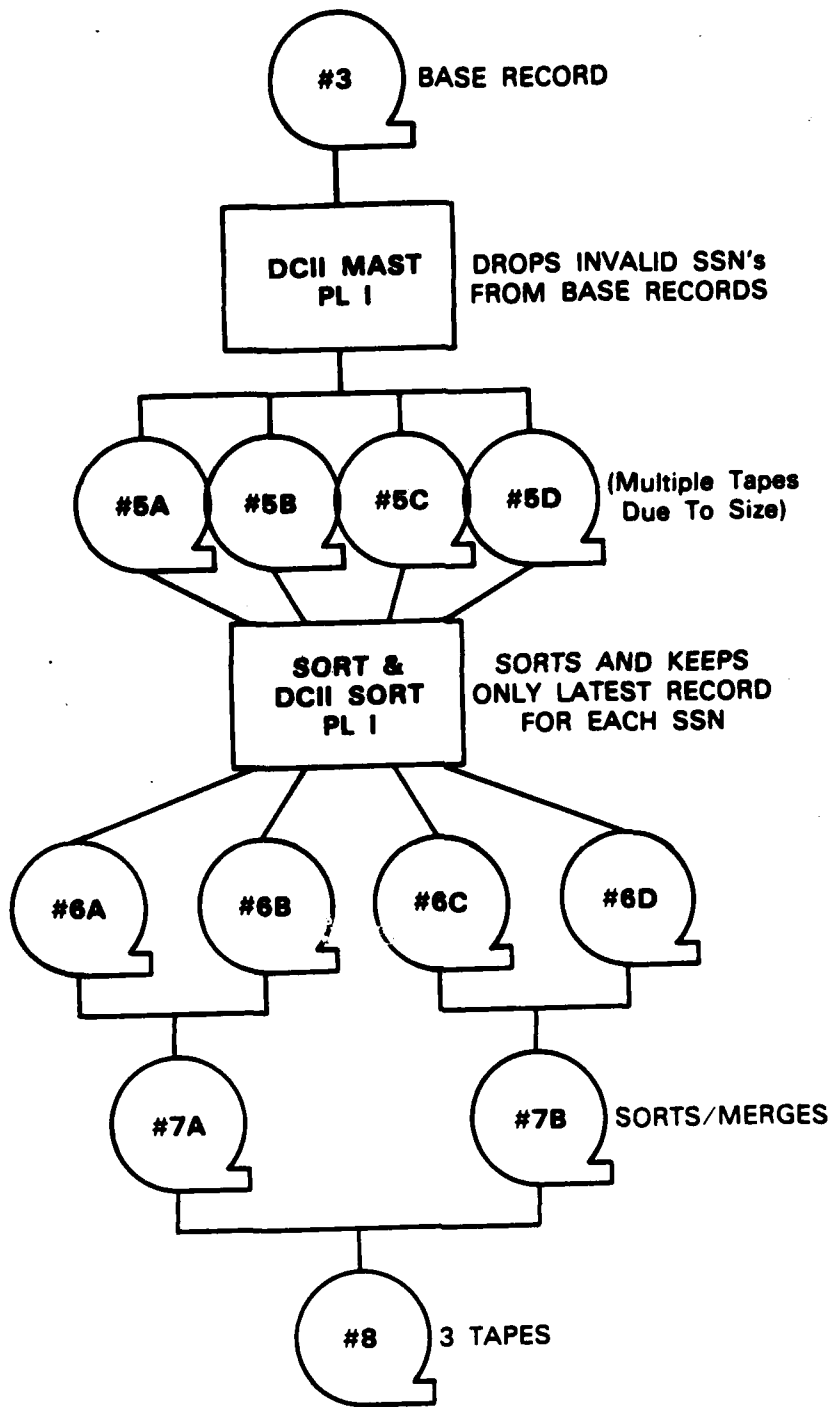 #3 BASE RECORD
DCII MAST
PL I
DROPS INVALID SSN's
FROM BASE RECORDS
#5A #5B #5C #5D
(Multiple Tapes
Due To Size)
SORT &
DCII SORT
PL I
SORTS AND KEEPS
ONLY LATEST RECORD
FOR EACH SSN
#6A #6B #6C #6D
#7A #7B SORTS/MERGES
#8 3 TAPES